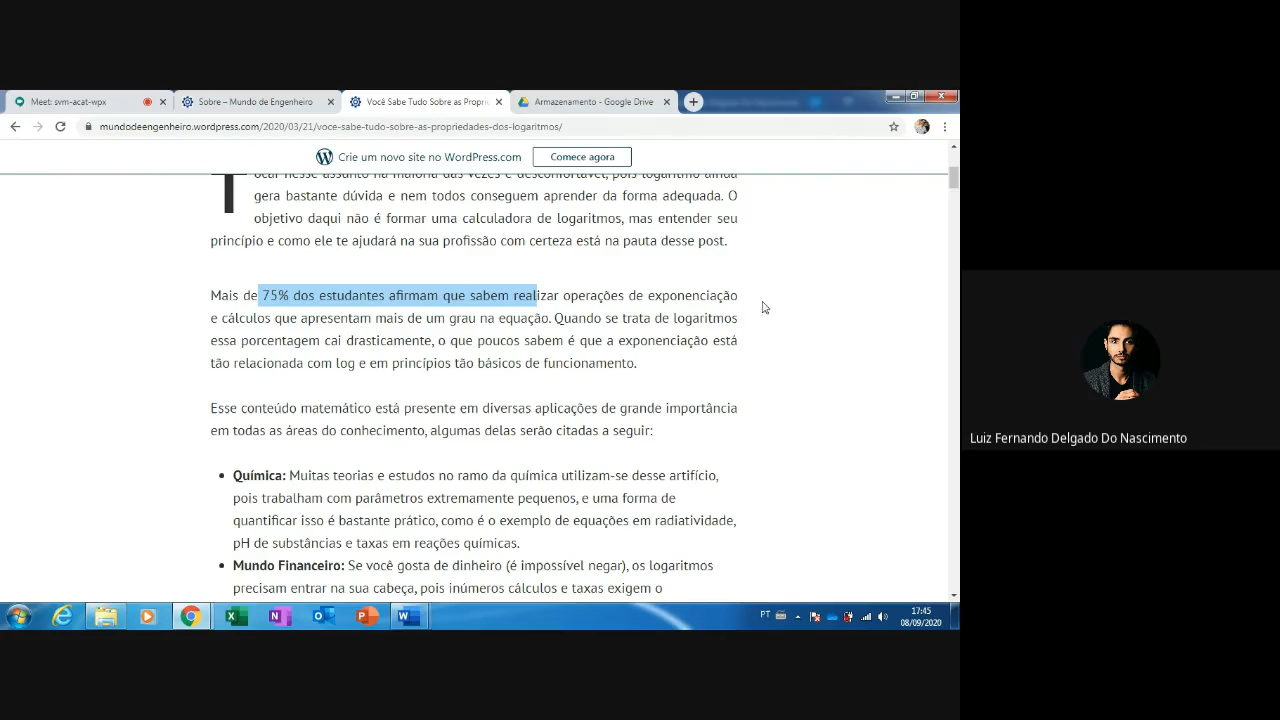 Meet: svm-acat-wpx
Sobre – Mundo de Engenheiro
Você Sabe Tudo Sobre as Propri
Armazenamento - Google Drive
mundodeengenheiro.wordpress.com/2020/03/21/voce-sabe-tudo-sobre-as-propriedades-dos-logaritmos/
Crie um novo site no WordPress.com
Comece agora
Tocar nesse assunto na maioria das vezes é desconfortável, pois logaritmo ainda
gera bastante dúvida e nem todos conseguem aprender da forma adequada. O
objetivo daqui não é formar uma calculadora de logaritmos, mas entender seu
princípio e como ele te ajudará na sua profissão com certeza está na pauta desse post.
Mais de 75% dos estudantes afirmam que sabem realizar operações de exponenciação
e cálculos que apresentam mais de um grau na equação. Quando se trata de logaritmos
essa porcentagem cai drasticamente, o que poucos sabem é que a exponenciação está
tão relacionada com log e em princípios tão básicos de funcionamento.
Esse conteúdo matemático está presente em diversas aplicações de grande importância
em todas as áreas do conhecimento, algumas delas serão citadas a seguir:
Química: Muitas teorias e estudos no ramo da química utilizam-se desse artifício,
pois trabalham com parâmetros extremamente pequenos, e uma forma de
quantificar isso é bastante prático, como é o exemplo de equações em radiatividade,
pH de substâncias e taxas em reações químicas.
Mundo Financeiro: Se você gosta de dinheiro (é impossível negar), os logaritmos
precisam entrar na sua cabeça, pois inúmeros cálculos e taxas exigem o
Luiz Fernando Delgado Do Nascimento
PT
17:45
08/09/2020